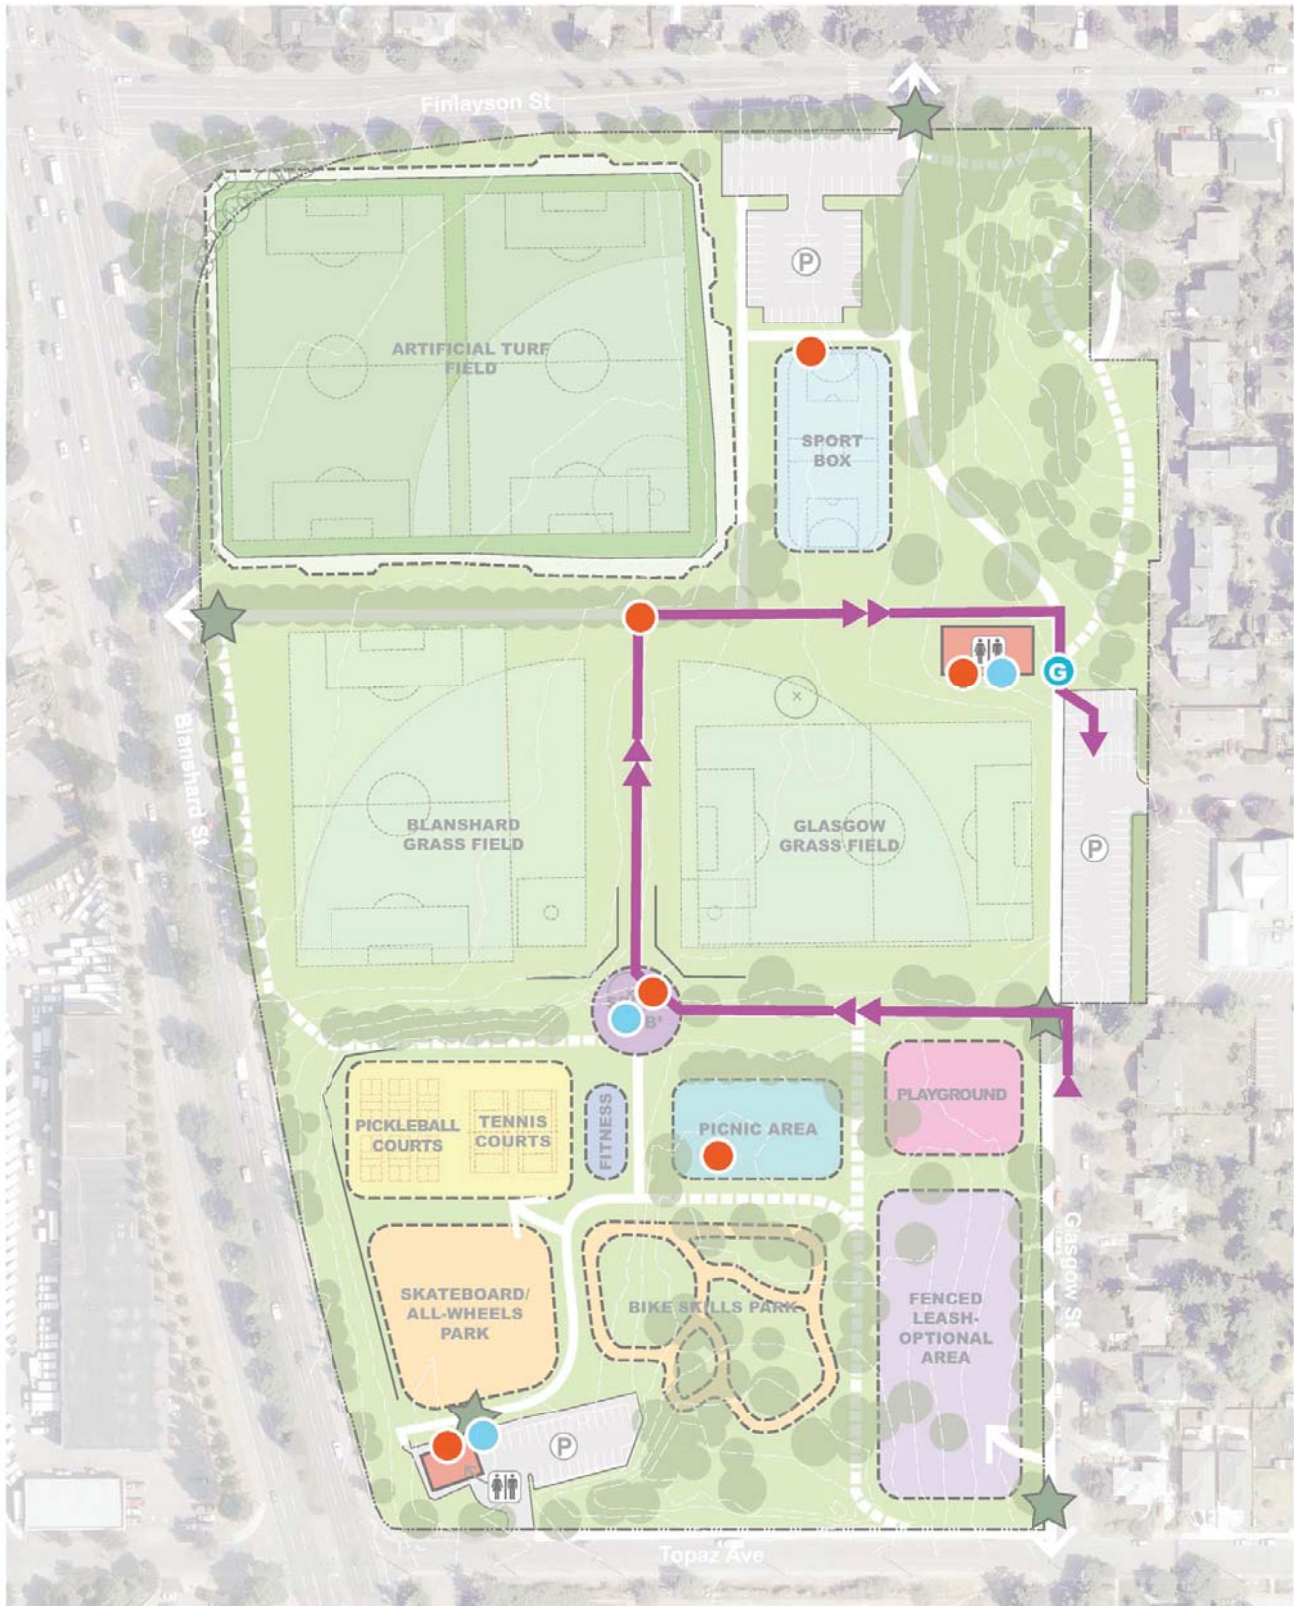 Finlayson St
P
ARTIFICIAL TURF
FIELD
SPORT
BOX
G
Blanshard St
BLANSHARD
GRASS FIELD
GLASGOW
GRASS FIELD
P
PICKLEBALL
COURTS
TENNIS
COURTS
FITNESS
PICNIC AREA
PLAYGROUND
SKATEBOARD/
ALL-WHEELS
PARK
BIKE SKILLS PARK
FENCED
LEASH-
OPTIONAL
AREA
Glasgow St
P
Topaz Ave